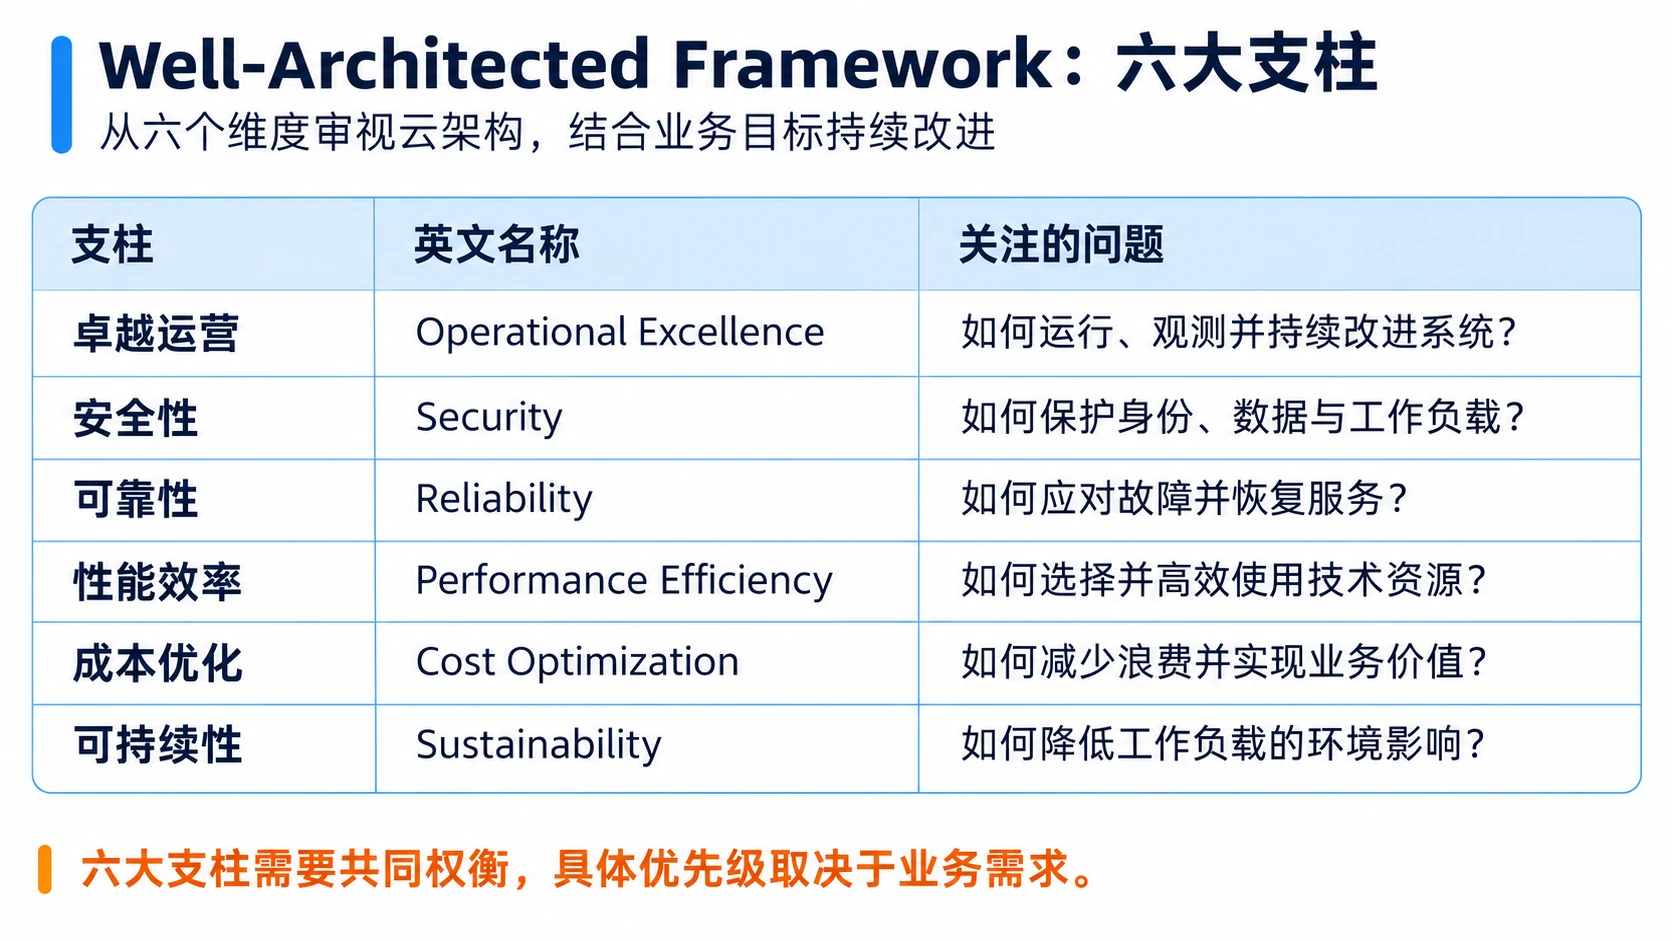 Well-Architected Framework：六大支柱
从六个维度审视云架构，结合业务目标持续改进
支柱 英文名称 关注的问题
卓越运营 Operational Excellence 如何运行、观测并持续改进系统？
安全性 Security 如何保护身份、数据与工作负载？
可靠性 Reliability 如何应对故障并恢复服务？
性能效率 Performance Efficiency 如何选择并高效使用技术资源？
成本优化 Cost Optimization 如何减少浪费并实现业务价值？
可持续性 Sustainability 如何降低工作负载的环境影响？
六大支柱需要共同权衡，具体优先级取决于业务需求。